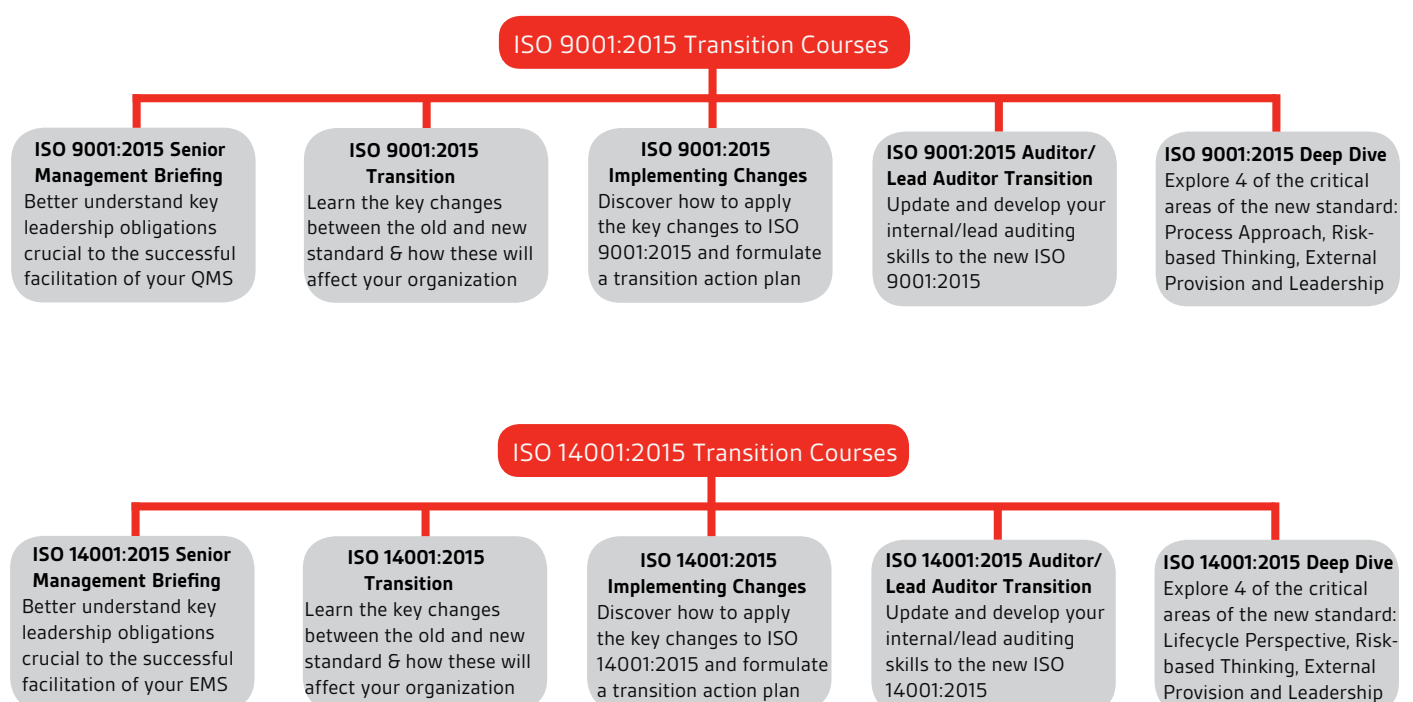 ISO 9001:2015 Transition Courses
ISO 9001:2015 Senior
Management Briefing
Better understand key
leadership obligations
crucial to the successful
facilitation of your QMS
ISO 9001:2015
Transition
Learn the key changes
between the old and new
standard & how these will
affect your organization
ISO 9001:2015
Implementing Changes
Discover how to apply
the key changes to ISO
9001:2015 and formulate
a transition action plan
ISO 9001:2015 Auditor/
Lead Auditor Transition
Update and develop your
internal/lead auditing
skills to the new ISO
9001:2015
ISO 9001:2015 Deep Dive
Explore 4 of the critical
areas of the new standard:
Process Approach, Risk-
based Thinking, External
Provision and Leadership
ISO 14001:2015 Transition Courses
ISO 14001:2015 Senior
Management Briefing
Better understand key
leadership obligations
crucial to the successful
facilitation of your EMS
ISO 14001:2015
Transition
Learn the key changes
between the old and new
standard & how these will
affect your organization
ISO 14001:2015
Implementing Changes
Discover how to apply
the key changes to ISO
14001:2015 and formulate
a transition action plan
ISO 14001:2015 Auditor/
Lead Auditor Transition
Update and develop your
internal/lead auditing
skills to the new ISO
14001:2015
ISO 14001:2015 Deep Dive
Explore 4 of the critical
areas of the new standard:
Lifecycle Perspective, Risk-
based Thinking, External
Provision and Leadership